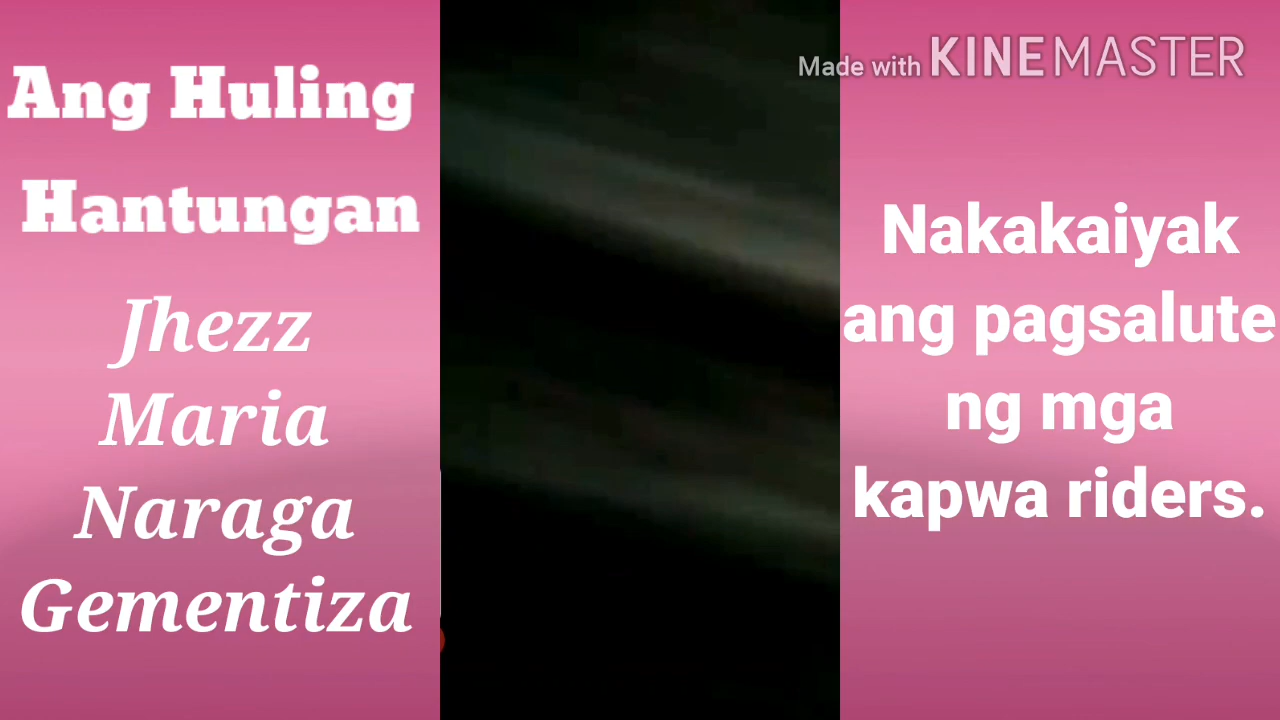 Ang Huling
Hantungan
Jhezz
Maria
Naraga
Gementiza
Made with KINEMASTER
Nakakaiyak
ang pagsalute
ng mga
kapwa riders.